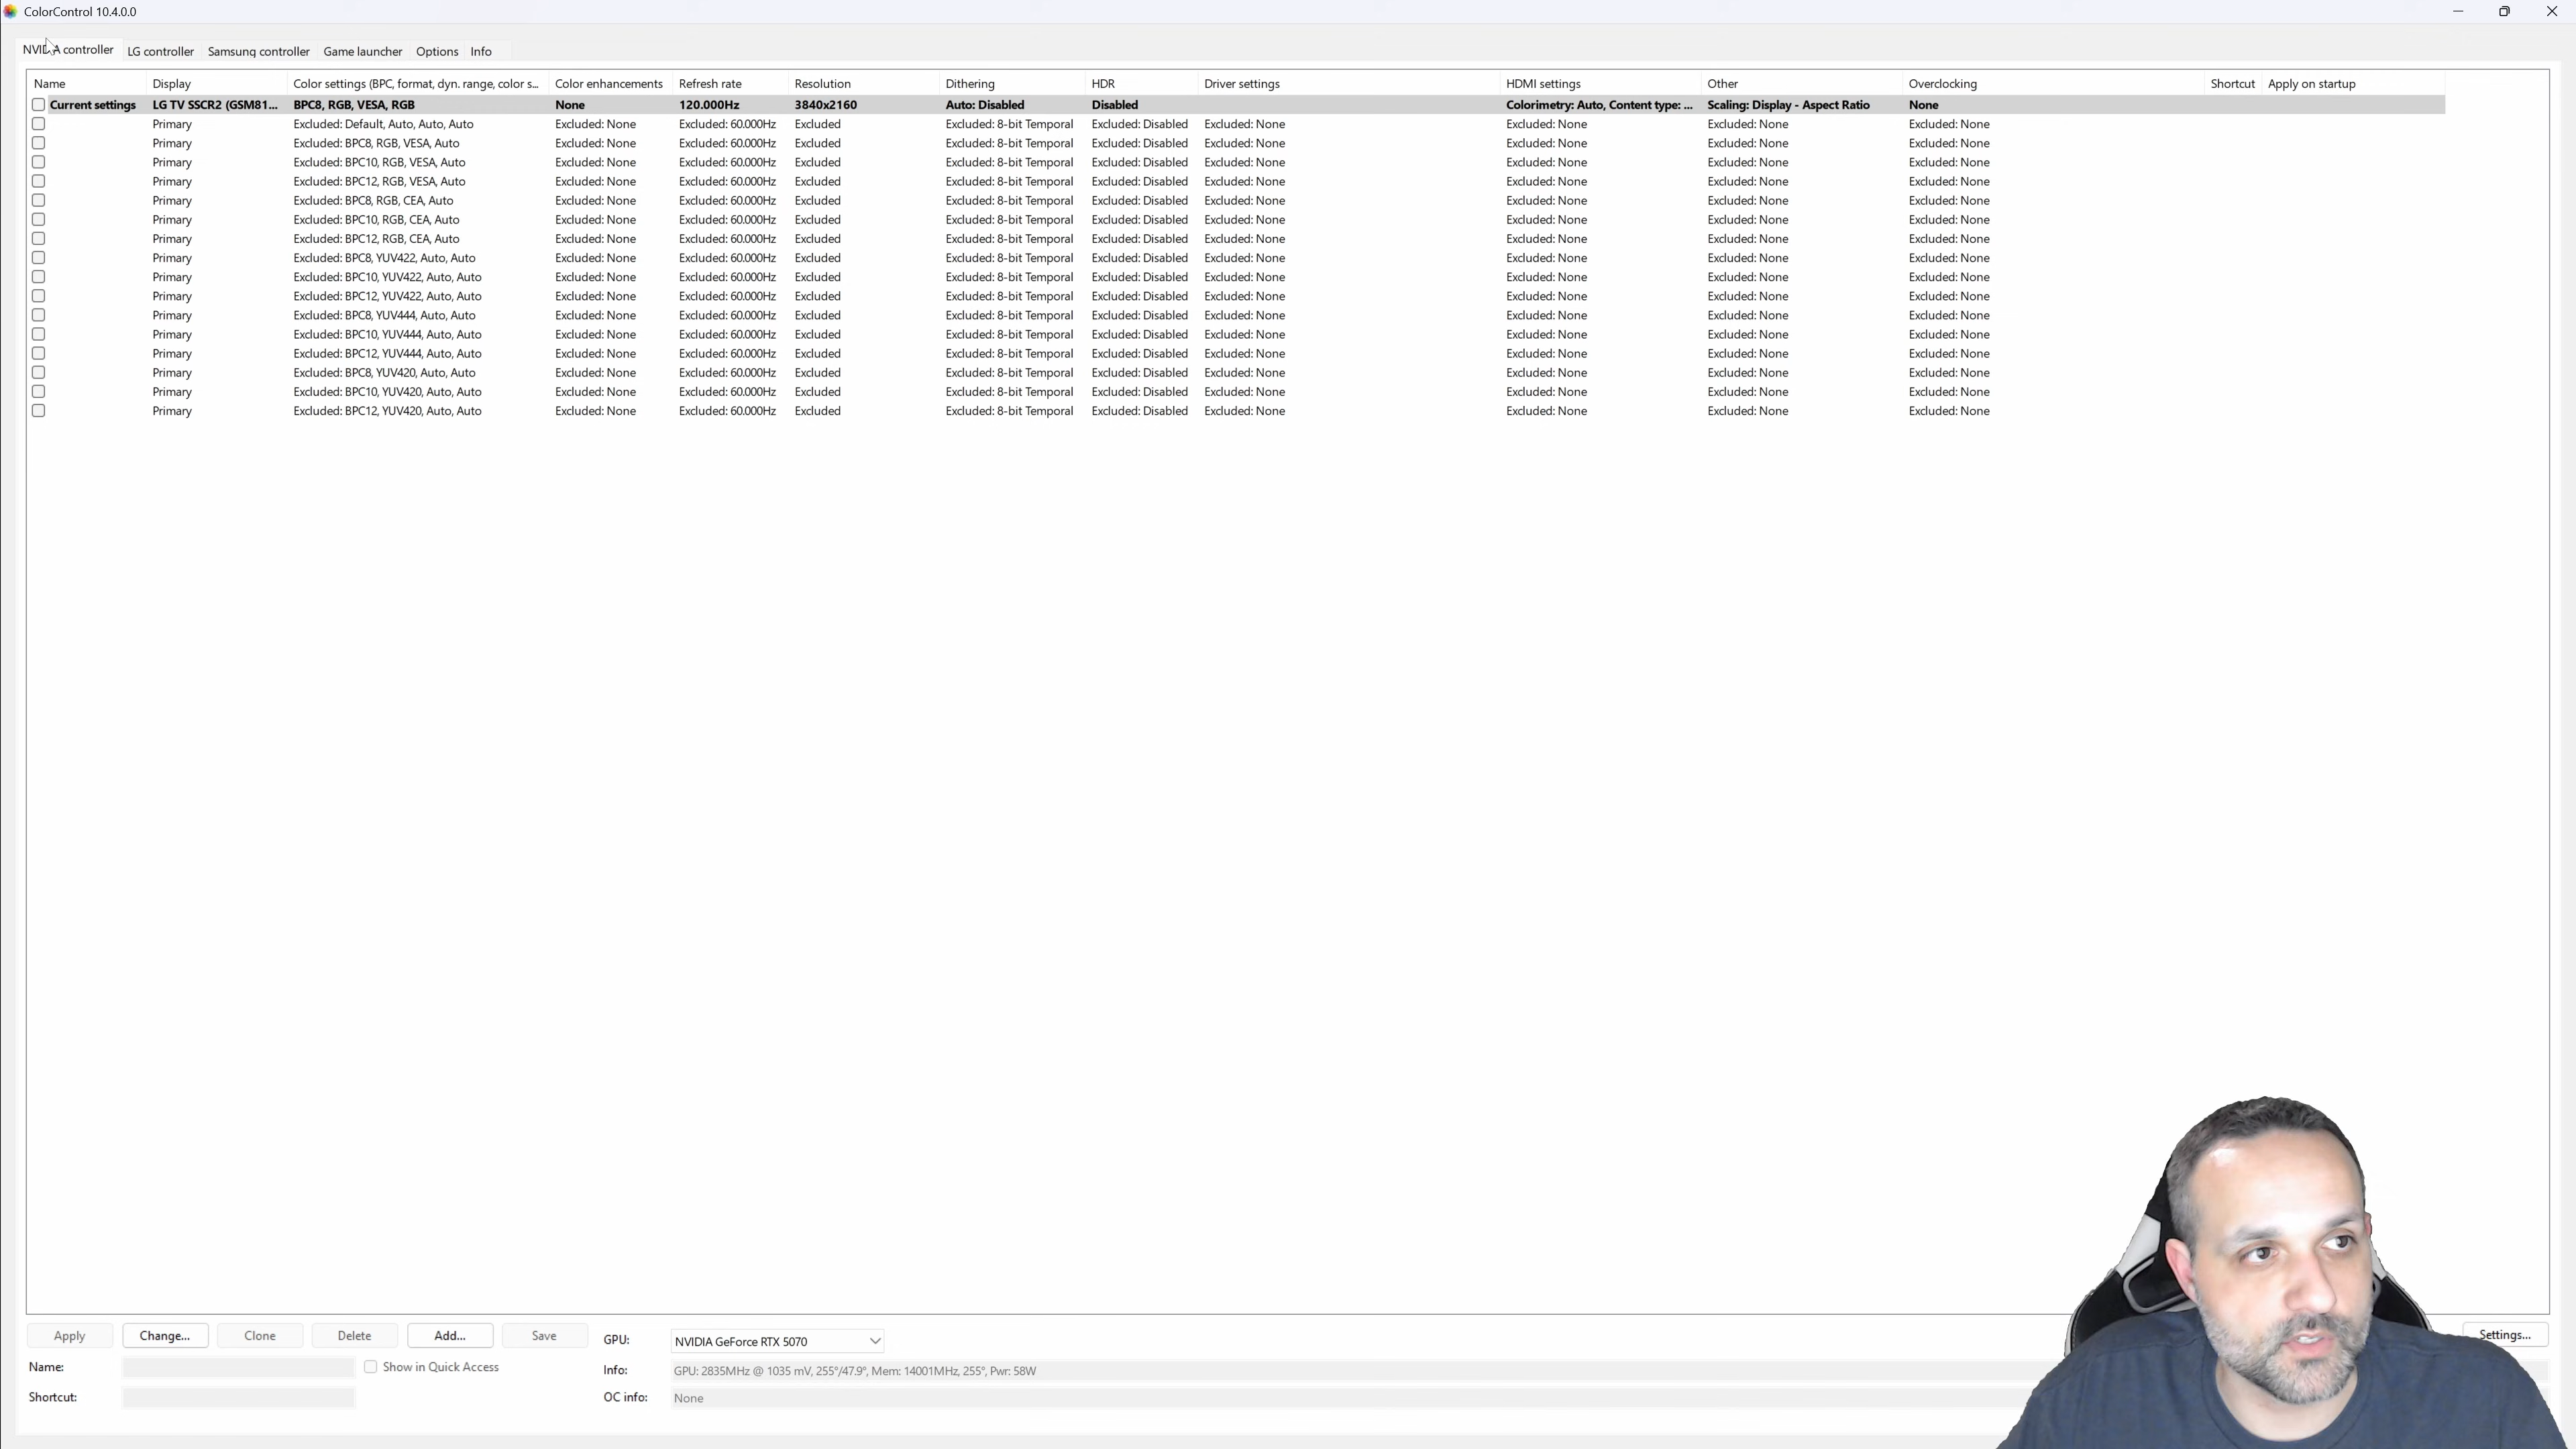 ColorControl 10.4.0.0
NVIDIA controller LG controller Samsung controller Game launcher Options Info
Name Display Color settings (BPC, format, dyn. range, color s... Color enhancements Refresh rate Resolution Dithering HDR Driver settings HDMI settings Other Overclocking Shortcut Apply on startup
Current settings LG TV SSCR2 (GSM81... BPC8, RGB, VESA, RGB None 120.000Hz 3840x2160 Auto: Disabled Disabled Colorimetry: Auto, Content type: ... Scaling: Display - Aspect Ratio None
Primary Excluded: Default, Auto, Auto, Auto Excluded: None Excluded: 60.000Hz Excluded Excluded: 8-bit Temporal Excluded: Disabled Excluded: None Excluded: None Excluded: None Excluded: None
Primary Excluded: BPC8, RGB, VESA, Auto Excluded: None Excluded: 60.000Hz Excluded Excluded: 8-bit Temporal Excluded: Disabled Excluded: None Excluded: None Excluded: None Excluded: None
Primary Excluded: BPC10, RGB, VESA, Auto Excluded: None Excluded: 60.000Hz Excluded Excluded: 8-bit Temporal Excluded: Disabled Excluded: None Excluded: None Excluded: None Excluded: None
Primary Excluded: BPC12, RGB, VESA, Auto Excluded: None Excluded: 60.000Hz Excluded Excluded: 8-bit Temporal Excluded: Disabled Excluded: None Excluded: None Excluded: None Excluded: None
Primary Excluded: BPC8, RGB, CEA, Auto Excluded: None Excluded: 60.000Hz Excluded Excluded: 8-bit Temporal Excluded: Disabled Excluded: None Excluded: None Excluded: None Excluded: None
Primary Excluded: BPC10, RGB, CEA, Auto Excluded: None Excluded: 60.000Hz Excluded Excluded: 8-bit Temporal Excluded: Disabled Excluded: None Excluded: None Excluded: None Excluded: None
Primary Excluded: BPC12, RGB, CEA, Auto Excluded: None Excluded: 60.000Hz Excluded Excluded: 8-bit Temporal Excluded: Disabled Excluded: None Excluded: None Excluded: None Excluded: None
Primary Excluded: BPC8, YUV422, Auto, Auto Excluded: None Excluded: 60.000Hz Excluded Excluded: 8-bit Temporal Excluded: Disabled Excluded: None Excluded: None Excluded: None Excluded: None
Primary Excluded: BPC10, YUV422, Auto, Auto Excluded: None Excluded: 60.000Hz Excluded Excluded: 8-bit Temporal Excluded: Disabled Excluded: None Excluded: None Excluded: None Excluded: None
Primary Excluded: BPC12, YUV422, Auto, Auto Excluded: None Excluded: 60.000Hz Excluded Excluded: 8-bit Temporal Excluded: Disabled Excluded: None Excluded: None Excluded: None Excluded: None
Primary Excluded: BPC8, YUV444, Auto, Auto Excluded: None Excluded: 60.000Hz Excluded Excluded: 8-bit Temporal Excluded: Disabled Excluded: None Excluded: None Excluded: None Excluded: None
Primary Excluded: BPC10, YUV444, Auto, Auto Excluded: None Excluded: 60.000Hz Excluded Excluded: 8-bit Temporal Excluded: Disabled Excluded: None Excluded: None Excluded: None Excluded: None
Primary Excluded: BPC12, YUV444, Auto, Auto Excluded: None Excluded: 60.000Hz Excluded Excluded: 8-bit Temporal Excluded: Disabled Excluded: None Excluded: None Excluded: None Excluded: None
Primary Excluded: BPC8, YUV420, Auto, Auto Excluded: None Excluded: 60.000Hz Excluded Excluded: 8-bit Temporal Excluded: Disabled Excluded: None Excluded: None Excluded: None Excluded: None
Primary Excluded: BPC10, YUV420, Auto, Auto Excluded: None Excluded: 60.000Hz Excluded Excluded: 8-bit Temporal Excluded: Disabled Excluded: None Excluded: None Excluded: None Excluded: None
Primary Excluded: BPC12, YUV420, Auto, Auto Excluded: None Excluded: 60.000Hz Excluded Excluded: 8-bit Temporal Excluded: Disabled Excluded: None Excluded: None Excluded: None Excluded: None
Apply Change... Clone Delete Add... Save GPU: NVIDIA GeForce RTX 5070 Settings...
Name: Show in Quick Access Info: GPU: 2835MHz @ 1035 mV, 255°/47.9°, Mem: 14001MHz, 255°, Pwr: 58W
Shortcut: OC info: None